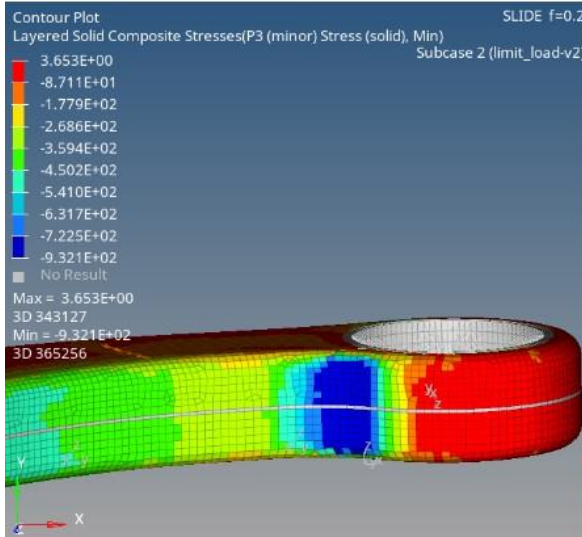 Contour Plot
SLIDE f=0.2
Layered Solid Composite Stresses(P3 (minor) Stress (solid), Min)
Subcase 2 (limit_load-v2)
3.653E+00
-8.711E+01
-1.779E+02
-2.686E+02
-3.594E+02
-4.502E+02
-5.410E+02
-6.317E+02
-7.225E+02
-9.321E+02
No Result
Max = 3.653E+00
3D 343127
Min = -9.321E+02
3D 365256
Y
X